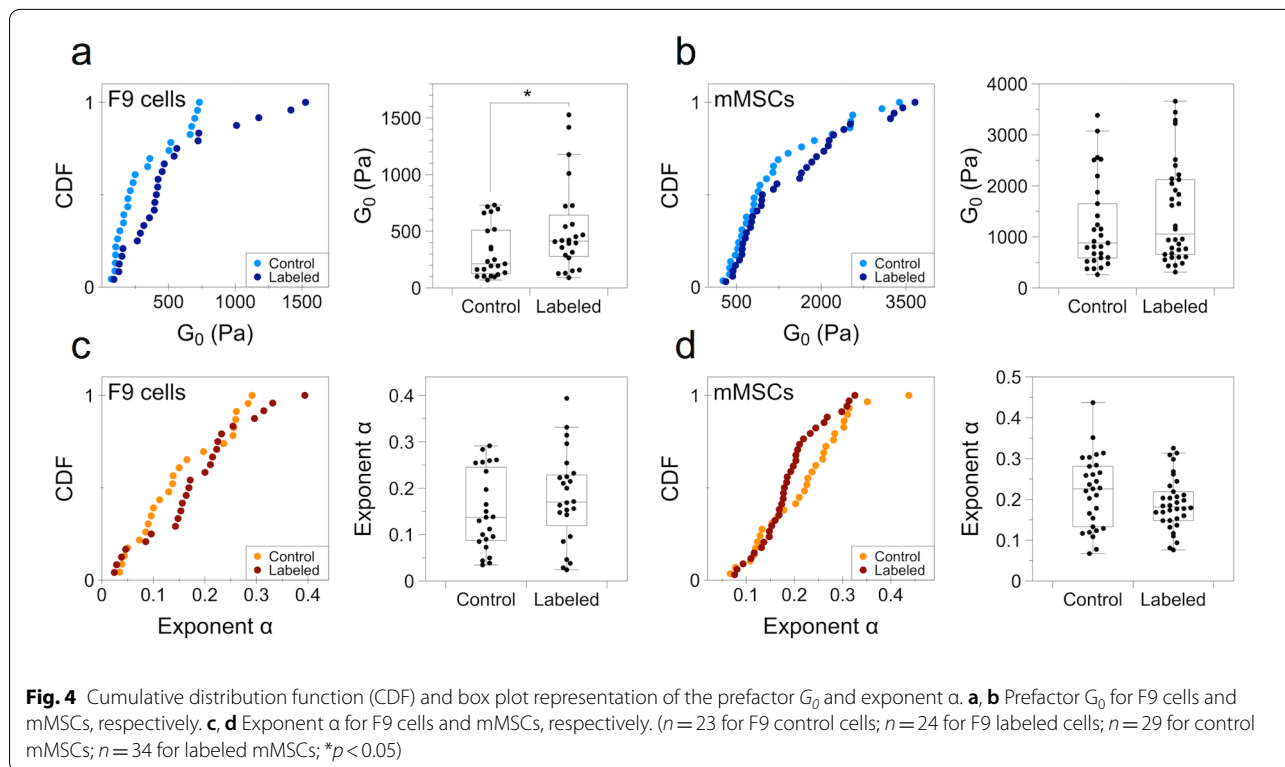 a
F9 cells
1
CDF
0
500
1000
1500
G0 (Pa)
Control
Labeled
*
G0 (Pa)
1500
1000
500
0
Control
Labeled
b
mMSCs
1
CDF
0
500
2000
3500
G0 (Pa)
Control
Labeled
G0 (Pa)
4000
3000
2000
1000
0
Control
Labeled
c
F9 cells
1
CDF
0
0
0.1
0.2
0.3
0.4
Exponent α
Control
Labeled
Exponent α
0.4
0.3
0.2
0.1
0
Control
Labeled
d
mMSCs
1
CDF
0
0.1
0.2
0.3
0.4
Exponent α
Control
Labeled
Exponent α
0.5
0.4
0.3
0.2
0.1
0
Control
Labeled
Fig. 4 Cumulative distribution function (CDF) and box plot representation of the prefactor G0 and exponent α. a, b Prefactor G0 for F9 cells and
mMSCs, respectively. c, d Exponent α for F9 cells and mMSCs, respectively. (n = 23 for F9 control cells; n = 24 for F9 labeled cells; n = 29 for control
mMSCs; n = 34 for labeled mMSCs; *p < 0.05)